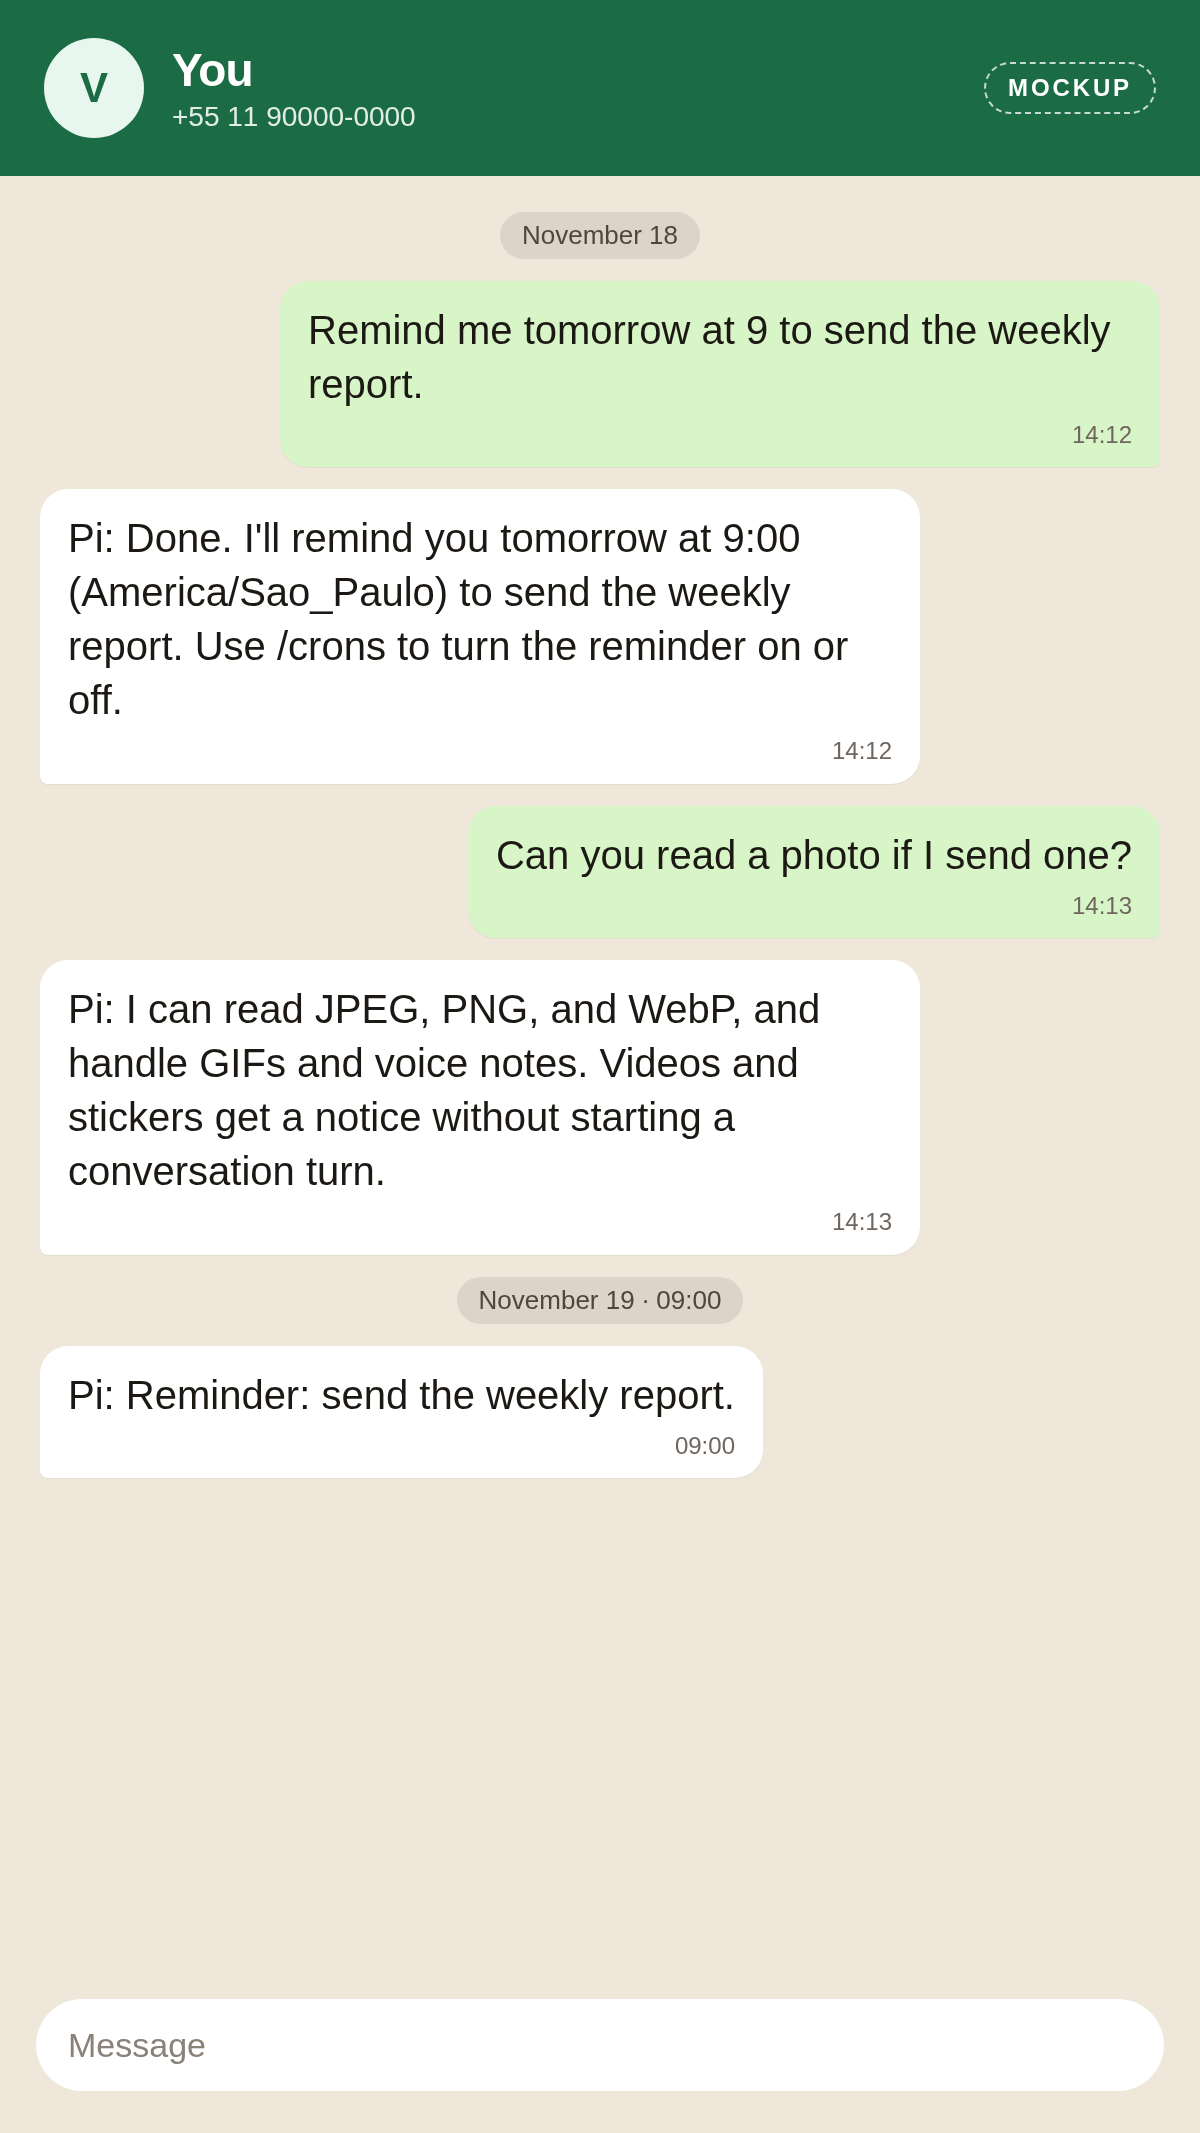 V
You
+55 11 90000-0000
MOCKUP
November 18
Remind me tomorrow at 9 to send the weekly
report.
14:12
Pi: Done. I'll remind you tomorrow at 9:00
(America/Sao_Paulo) to send the weekly
report. Use /crons to turn the reminder on or
off.
14:12
Can you read a photo if I send one?
14:13
Pi: I can read JPEG, PNG, and WebP, and
handle GIFs and voice notes. Videos and
stickers get a notice without starting a
conversation turn.
14:13
November 19 · 09:00
Pi: Reminder: send the weekly report.
09:00
Message